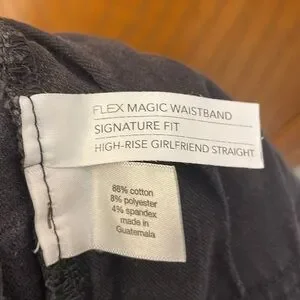 FLEX MAGIC WAISTBAND
SIGNATURE FIT
HIGH-RISE GIRLFRIEND STRAIGHT
88% cotton
8% polyester
4% spandex
made in
Guatemala